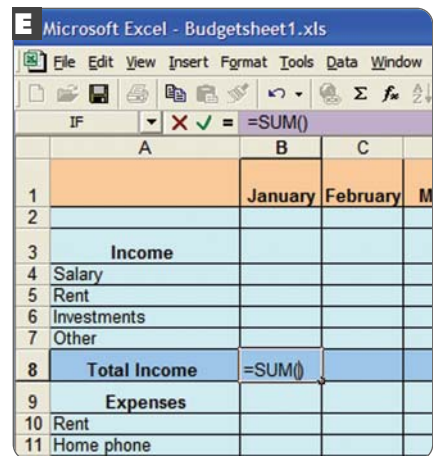 E
Microsoft Excel - Budgetsheet1.xls
File Edit View Insert Format Tools Data Window
IF = =SUM()
A B C
1 January February M
2
3 Income
4 Salary
5 Rent
6 Investments
7 Other
8 Total Income =SUM()
9 Expenses
10 Rent
11 Home phone